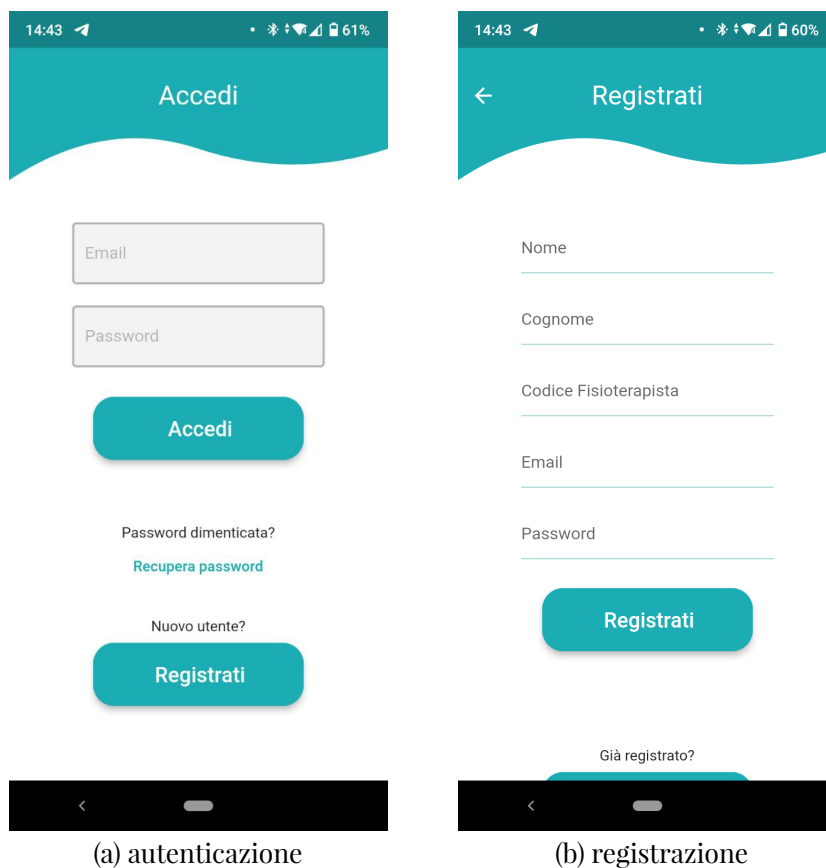 14:43 61%
Accedi
Email
Password
Accedi
Password dimenticata?
Recupera password
Nuovo utente?
Registrati
(a) autenticazione
14:43 60%
Registrati
Nome
Cognome
Codice Fisioterapista
Email
Password
Registrati
Già registrato?
(b) registrazione